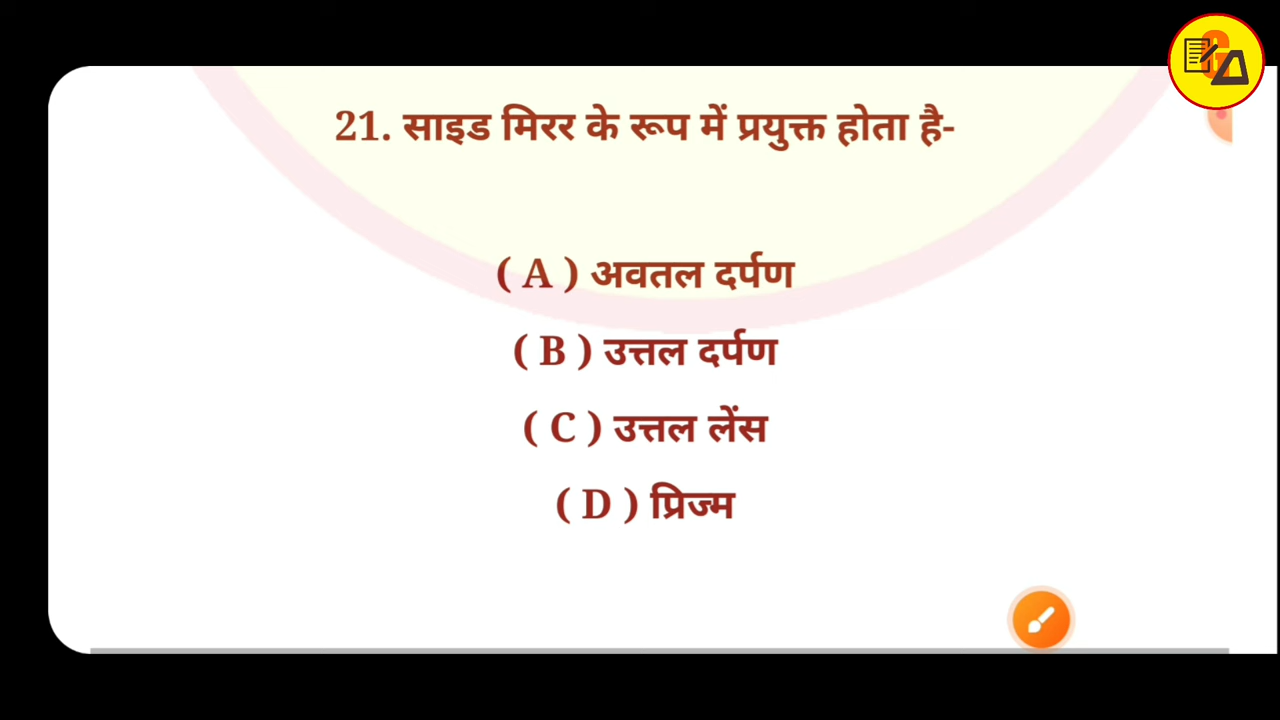 21. साइड मिरर के रूप में प्रयुक्त होता है-
( A ) अवतल दर्पण
( B ) उत्तल दर्पण
( C ) उत्तल लेंस
( D ) प्रिज्म